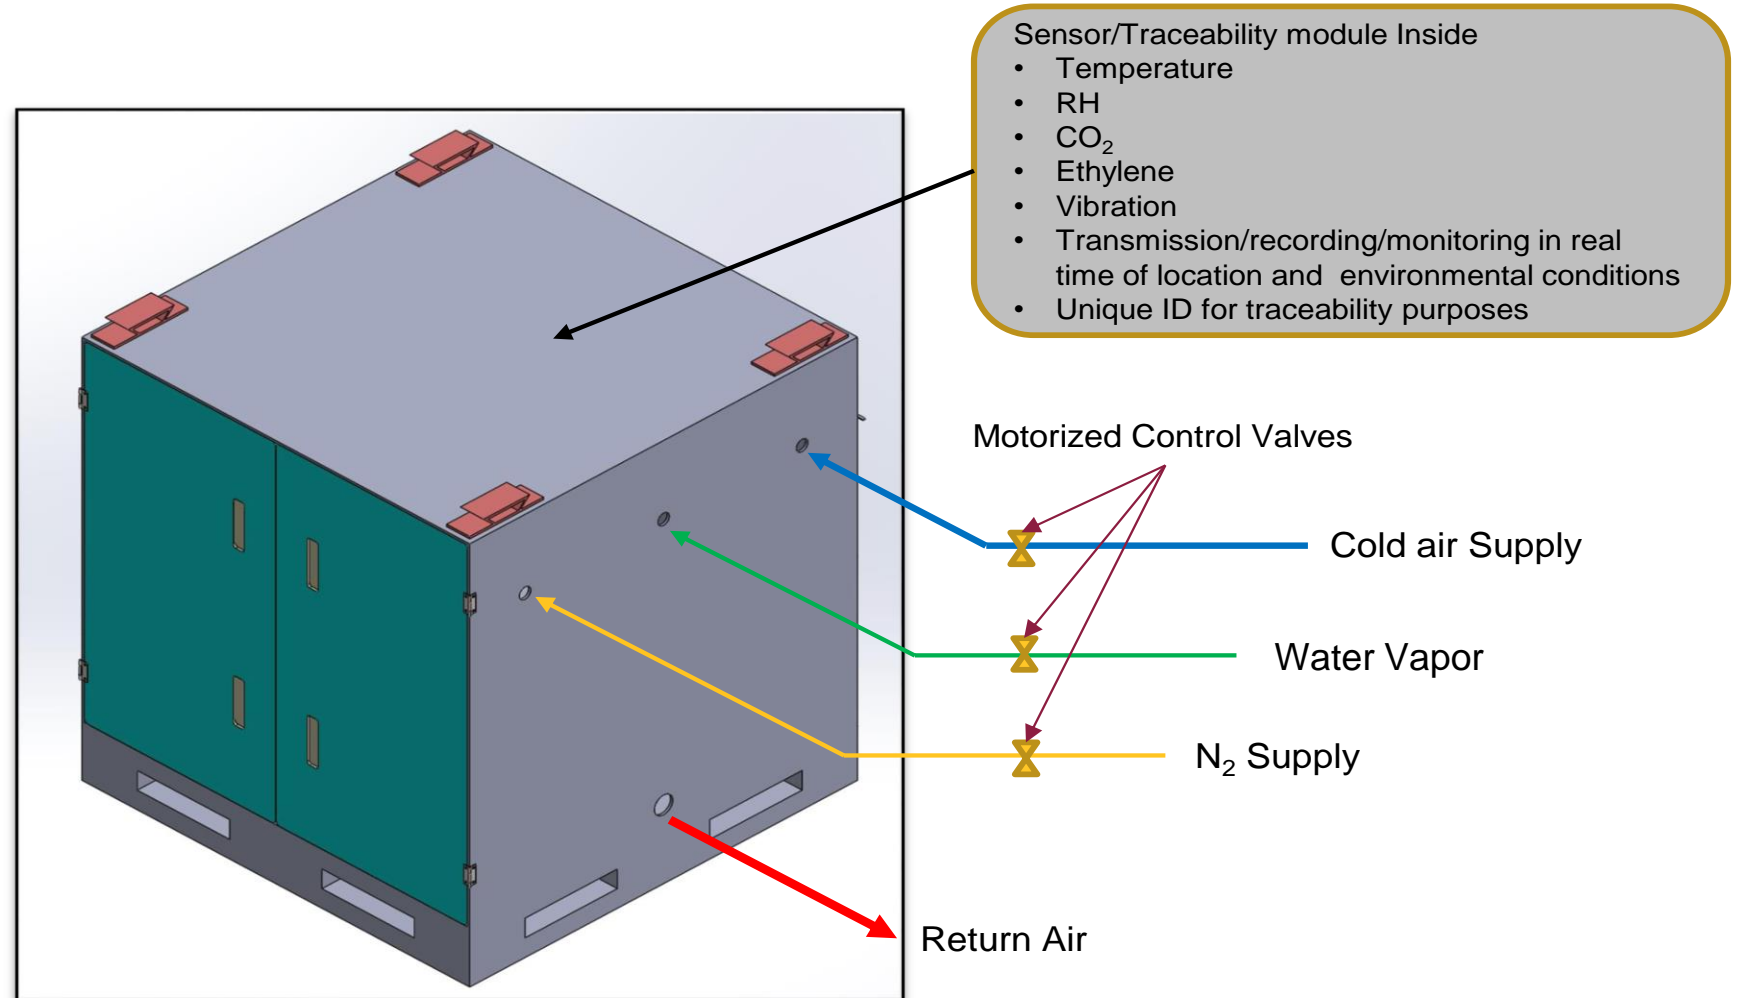 Sensor/Traceability module Inside
• Temperature
• RH
• CO₂
• Ethylene
• Vibration
• Transmission/recording/monitoring in real
time of location and environmental conditions
• Unique ID for traceability purposes
Motorized Control Valves
Cold air Supply
Water Vapor
N₂ Supply
Return Air